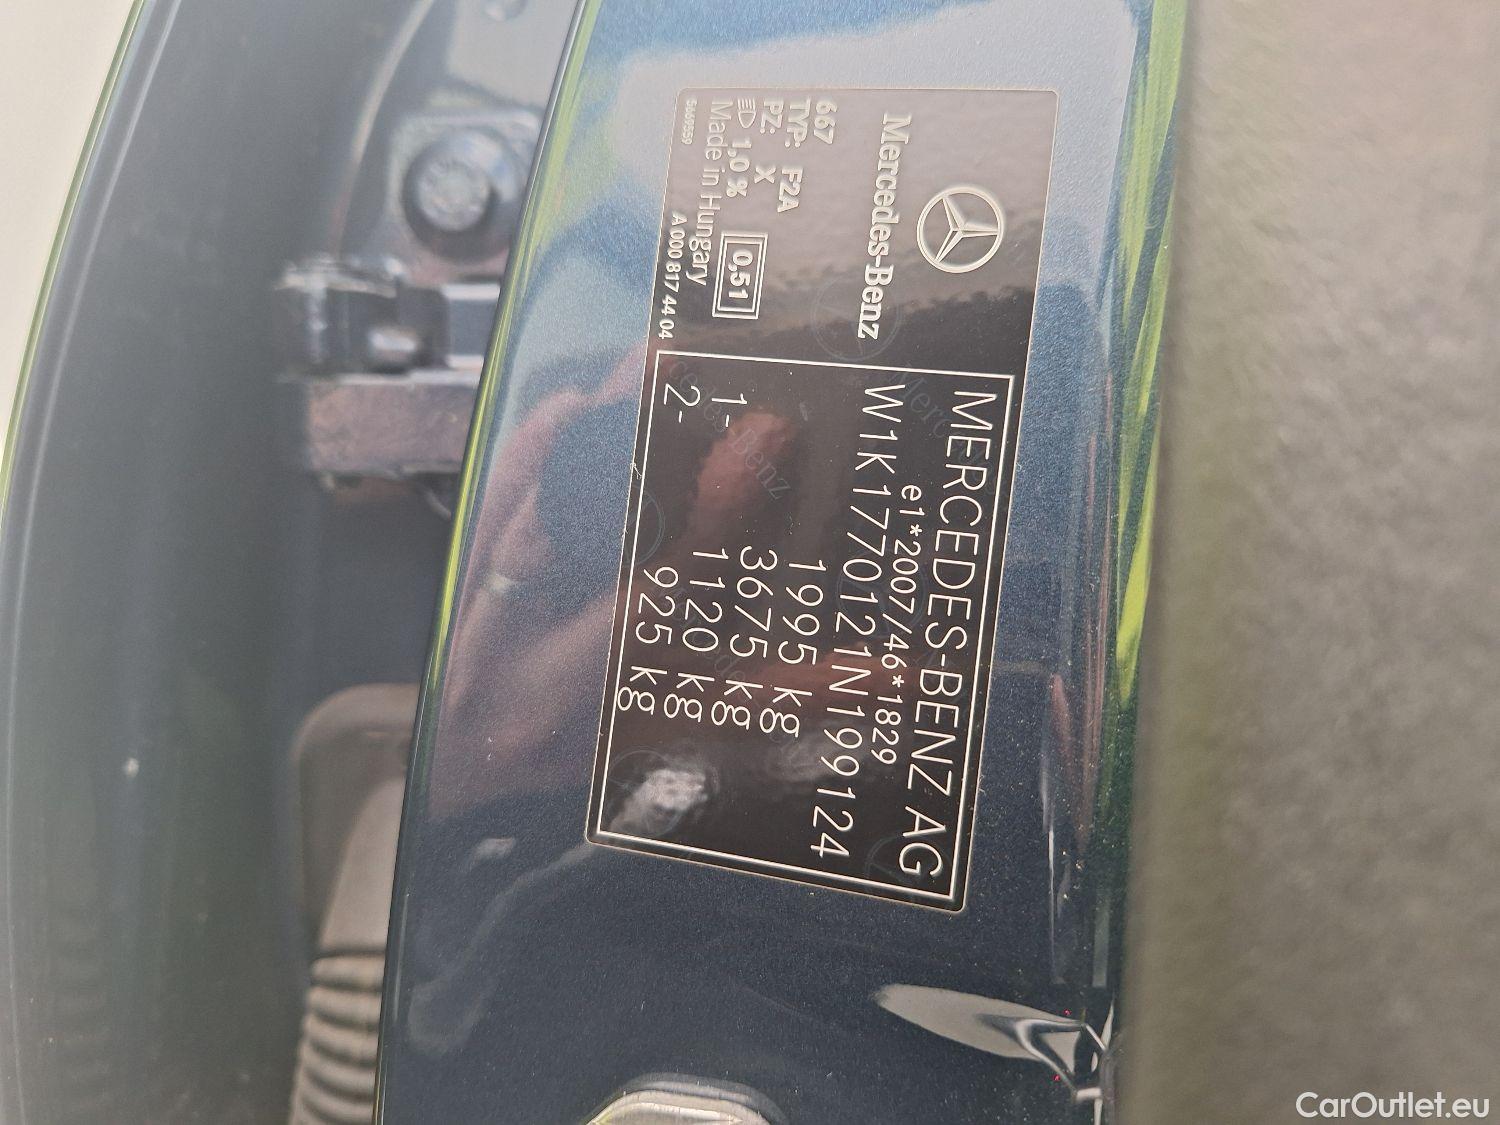 Mercedes-Benz
667
TYP: F2A
PZ: X
1,0 %
0,51
Made in Hungary
A 000 817 44 04
MERCEDES-BENZ AG
e1*2007/46*1829
W1K1770121N199124
1995 kg
3675 kg
1- 1120 kg
2- 925 kg
CarOutlet.eu